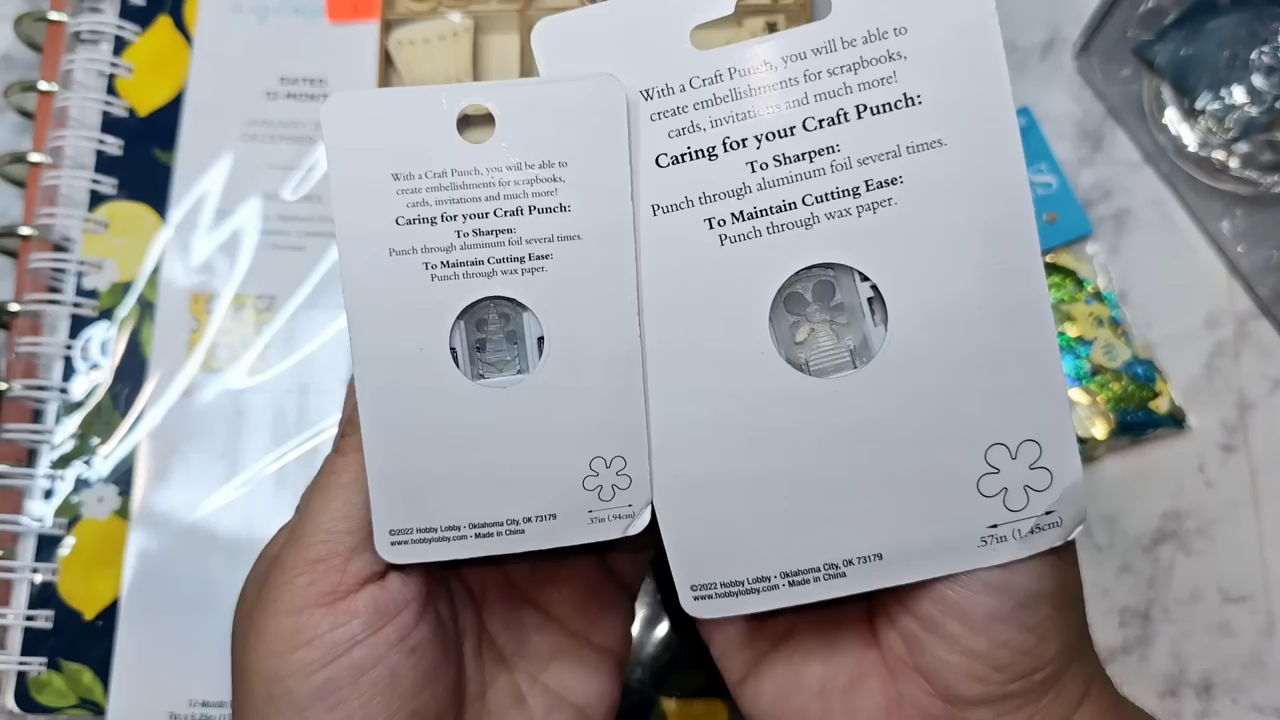 DATED
12-MONT
With a Craft Punch, you will be able to
create embellishments for scrapbooks,
cards, invitations and much more!
Caring for your Craft Punch:
To Sharpen:
Punch through aluminum foil several times.
To Maintain Cutting Ease:
Punch through wax paper.
.37in (.94cm)
©2022 Hobby Lobby • Oklahoma City, OK 73179
www.hobbylobby.com • Made in China
With a Craft Punch, you will be able to
create embellishments for scrapbooks,
cards, invitations and much more!
Caring for your Craft Punch:
To Sharpen:
Punch through aluminum foil several times.
To Maintain Cutting Ease:
Punch through wax paper.
.57in (1.45cm)
©2022 Hobby Lobby • Oklahoma City, OK 73179
www.hobbylobby.com • Made in China
12-Month